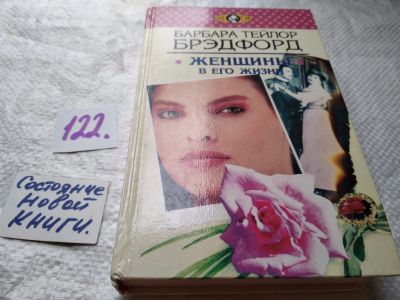 БАРБАРА ТЕЙЛОР
БРЭДФОРД
ЖЕНЩИНЫ
В ЕГО ЖИЗНИ
122.
Состояние
новой
книги.